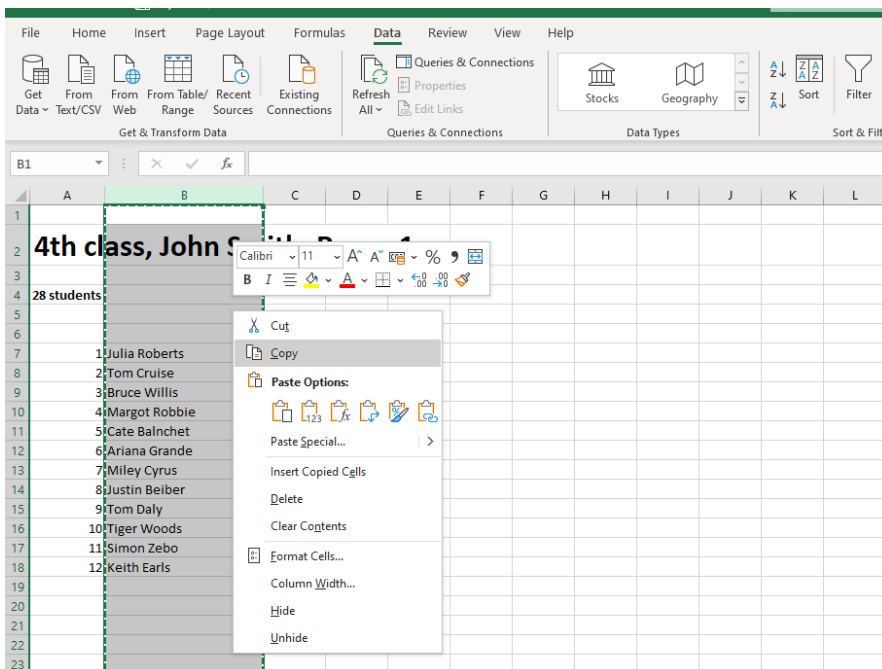 File Home Insert Page Layout Formulas Data Review View Help
Get Data
From Text/CSV
From Web
From Table/ Range
Recent Sources
Existing Connections
Get & Transform Data
Refresh All
Queries & Connections
Properties
Edit Links
Queries & Connections
Stocks
Geography
Data Types
Sort
Filter
Sort & Filt
B1
fx
A B C D E F G H I J K L
1
2 4th class, John S
3
4 28 students
5
6
7 1 Julia Roberts
8 2 Tom Cruise
9 3 Bruce Willis
10 4 Margot Robbie
11 5 Cate Balnchet
12 6 Ariana Grande
13 7 Miley Cyrus
14 8 Justin Beiber
15 9 Tom Daly
16 10 Tiger Woods
17 11 Simon Zebo
18 12 Keith Earls
19
20
21
22
23
Calibri 11 A A % ,
B I A .00 .00
Cut
Copy
Paste Options:
123 fx %
Paste Special...
Insert Copied Cells
Delete
Clear Contents
Format Cells...
Column Width...
Hide
Unhide